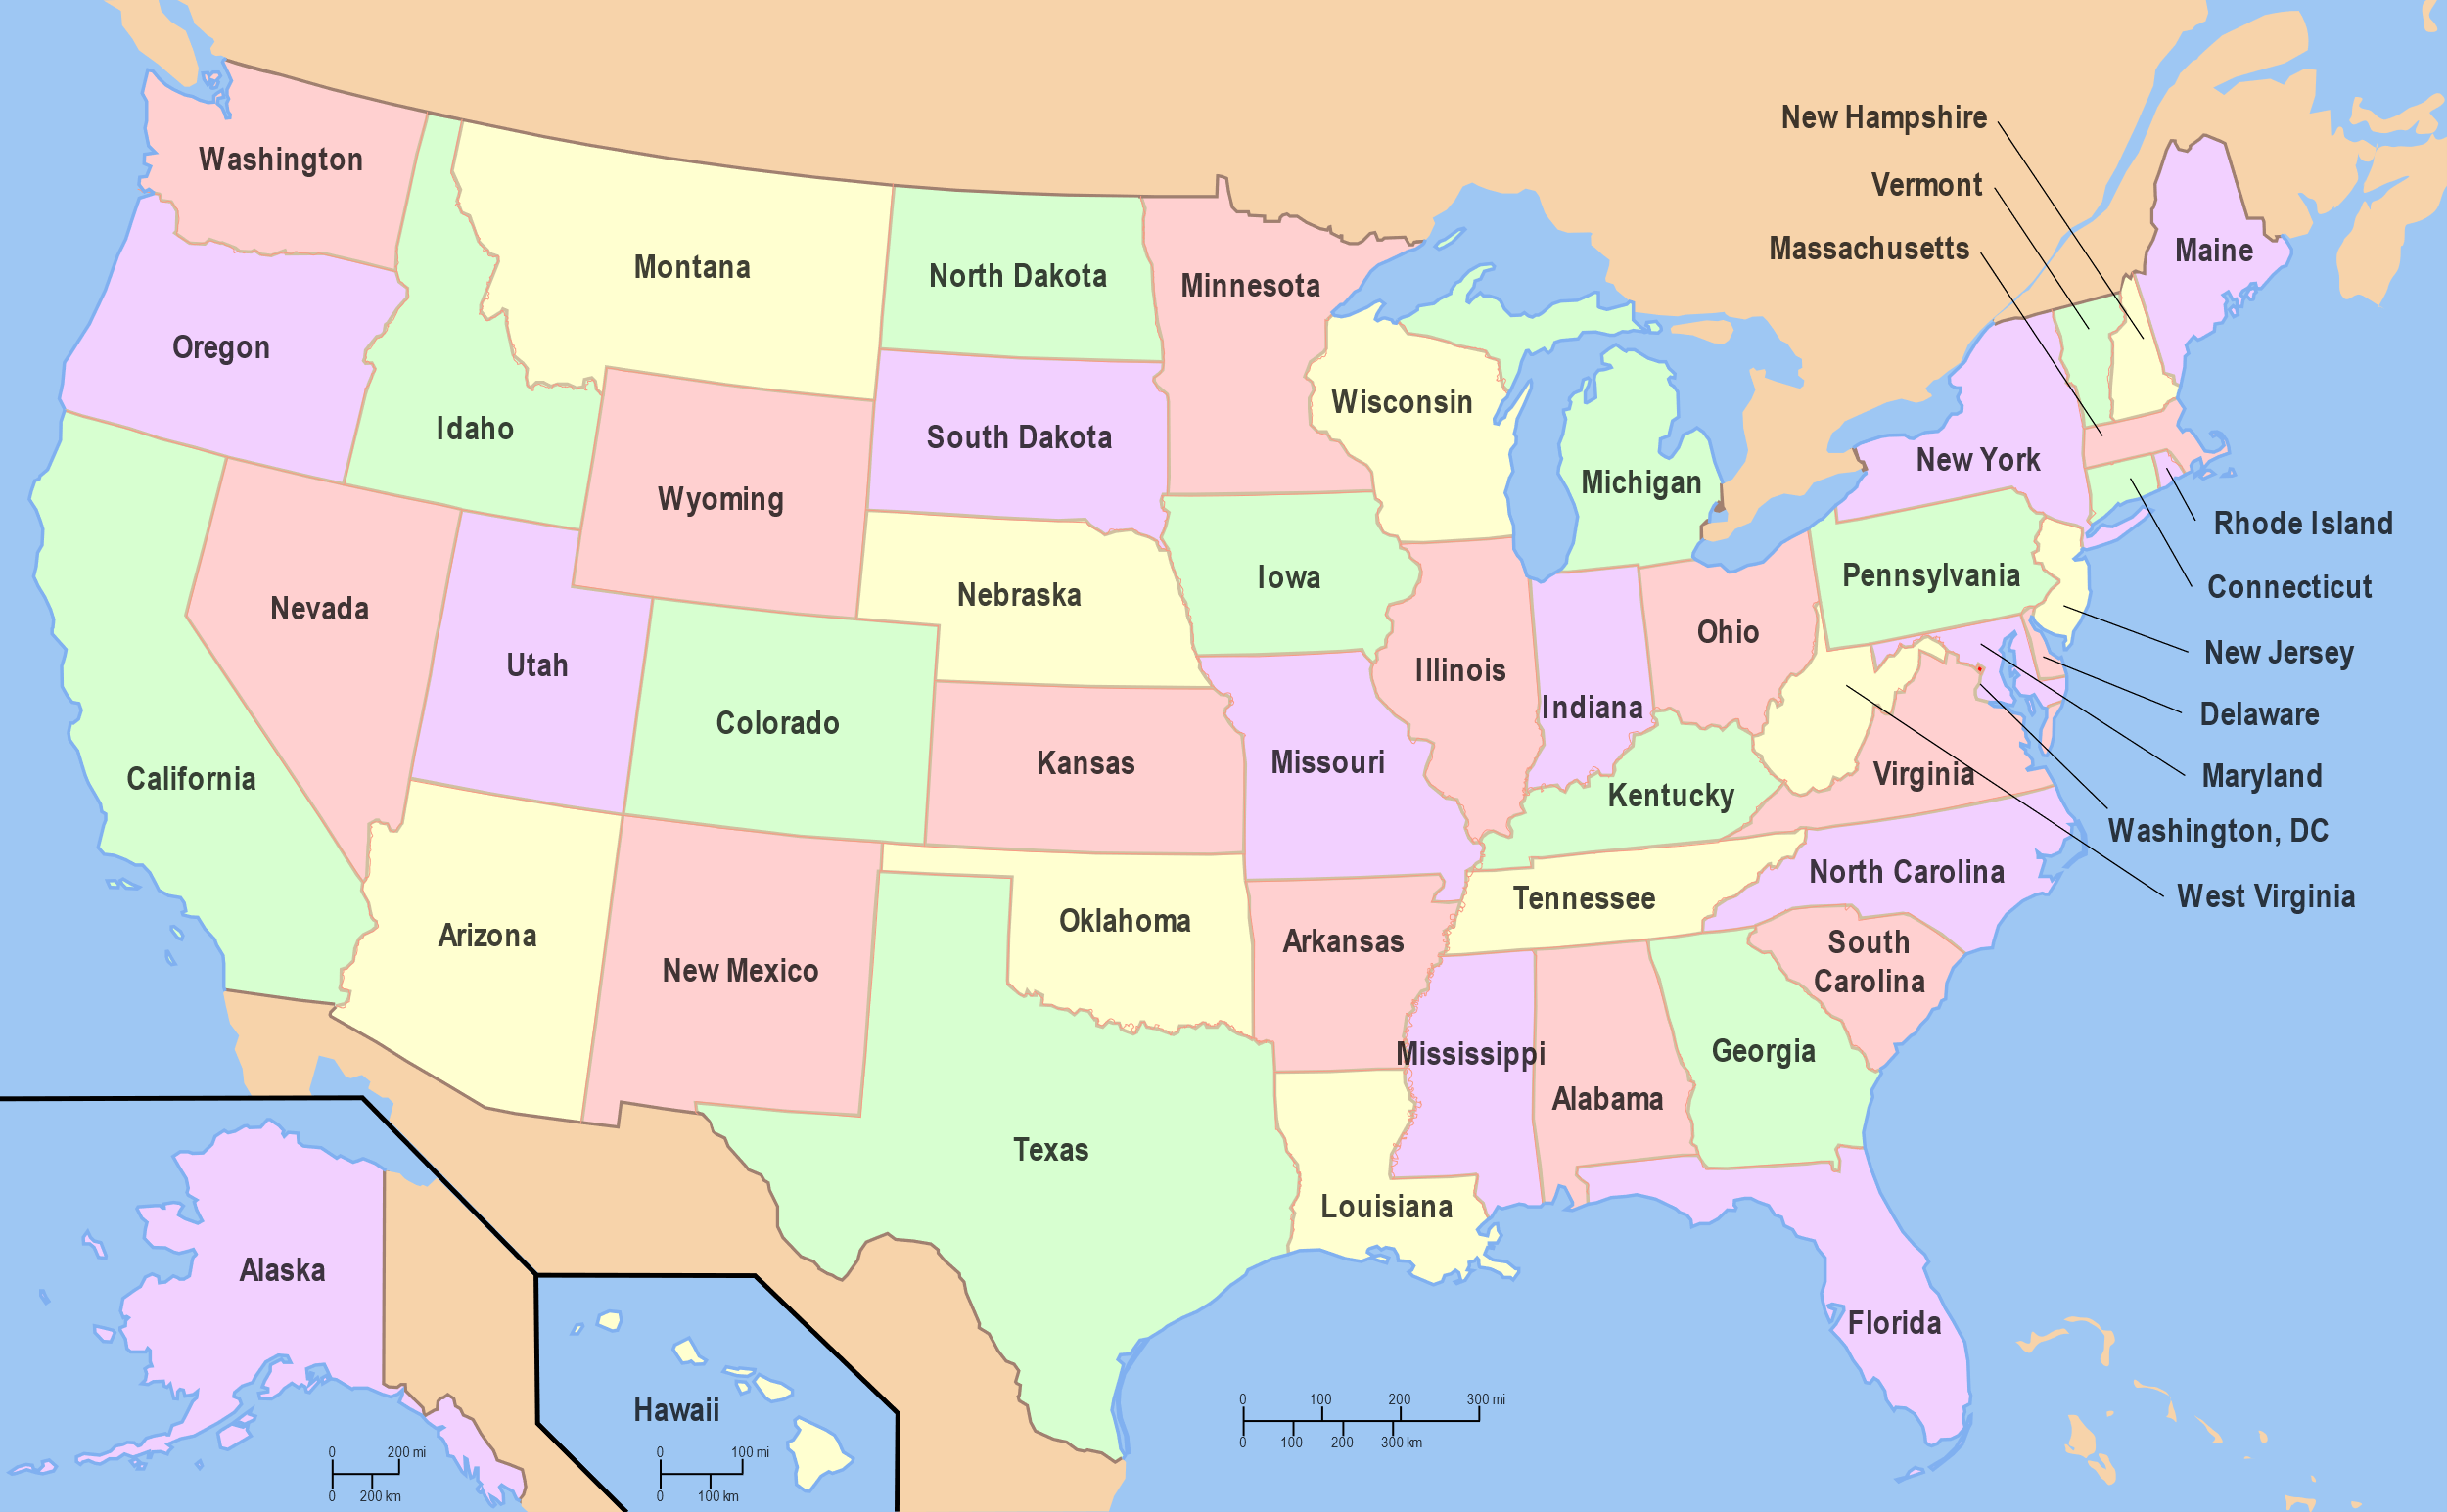 New Hampshire
Vermont
Massachusetts
Washington
Montana
North Dakota
Minnesota
Maine
Oregon
Idaho
Wisconsin
South Dakota
Wyoming
Michigan
New York
Rhode Island
Connecticut
Nebraska
Iowa
Pennsylvania
Nevada
Utah
Illinois
Ohio
New Jersey
Indiana
Delaware
Colorado
Kansas
Missouri
Kentucky
Virginia
Maryland
California
Washington, DC
West Virginia
North Carolina
Tennessee
Arizona
New Mexico
Oklahoma
Arkansas
South
Carolina
Mississippi
Alabama
Georgia
Texas
Louisiana
Alaska
Florida
Hawaii
0 100 200 300 mi
0 100 200 300 km
0 200 mi
0 200 km
0 100 mi
0 100 km